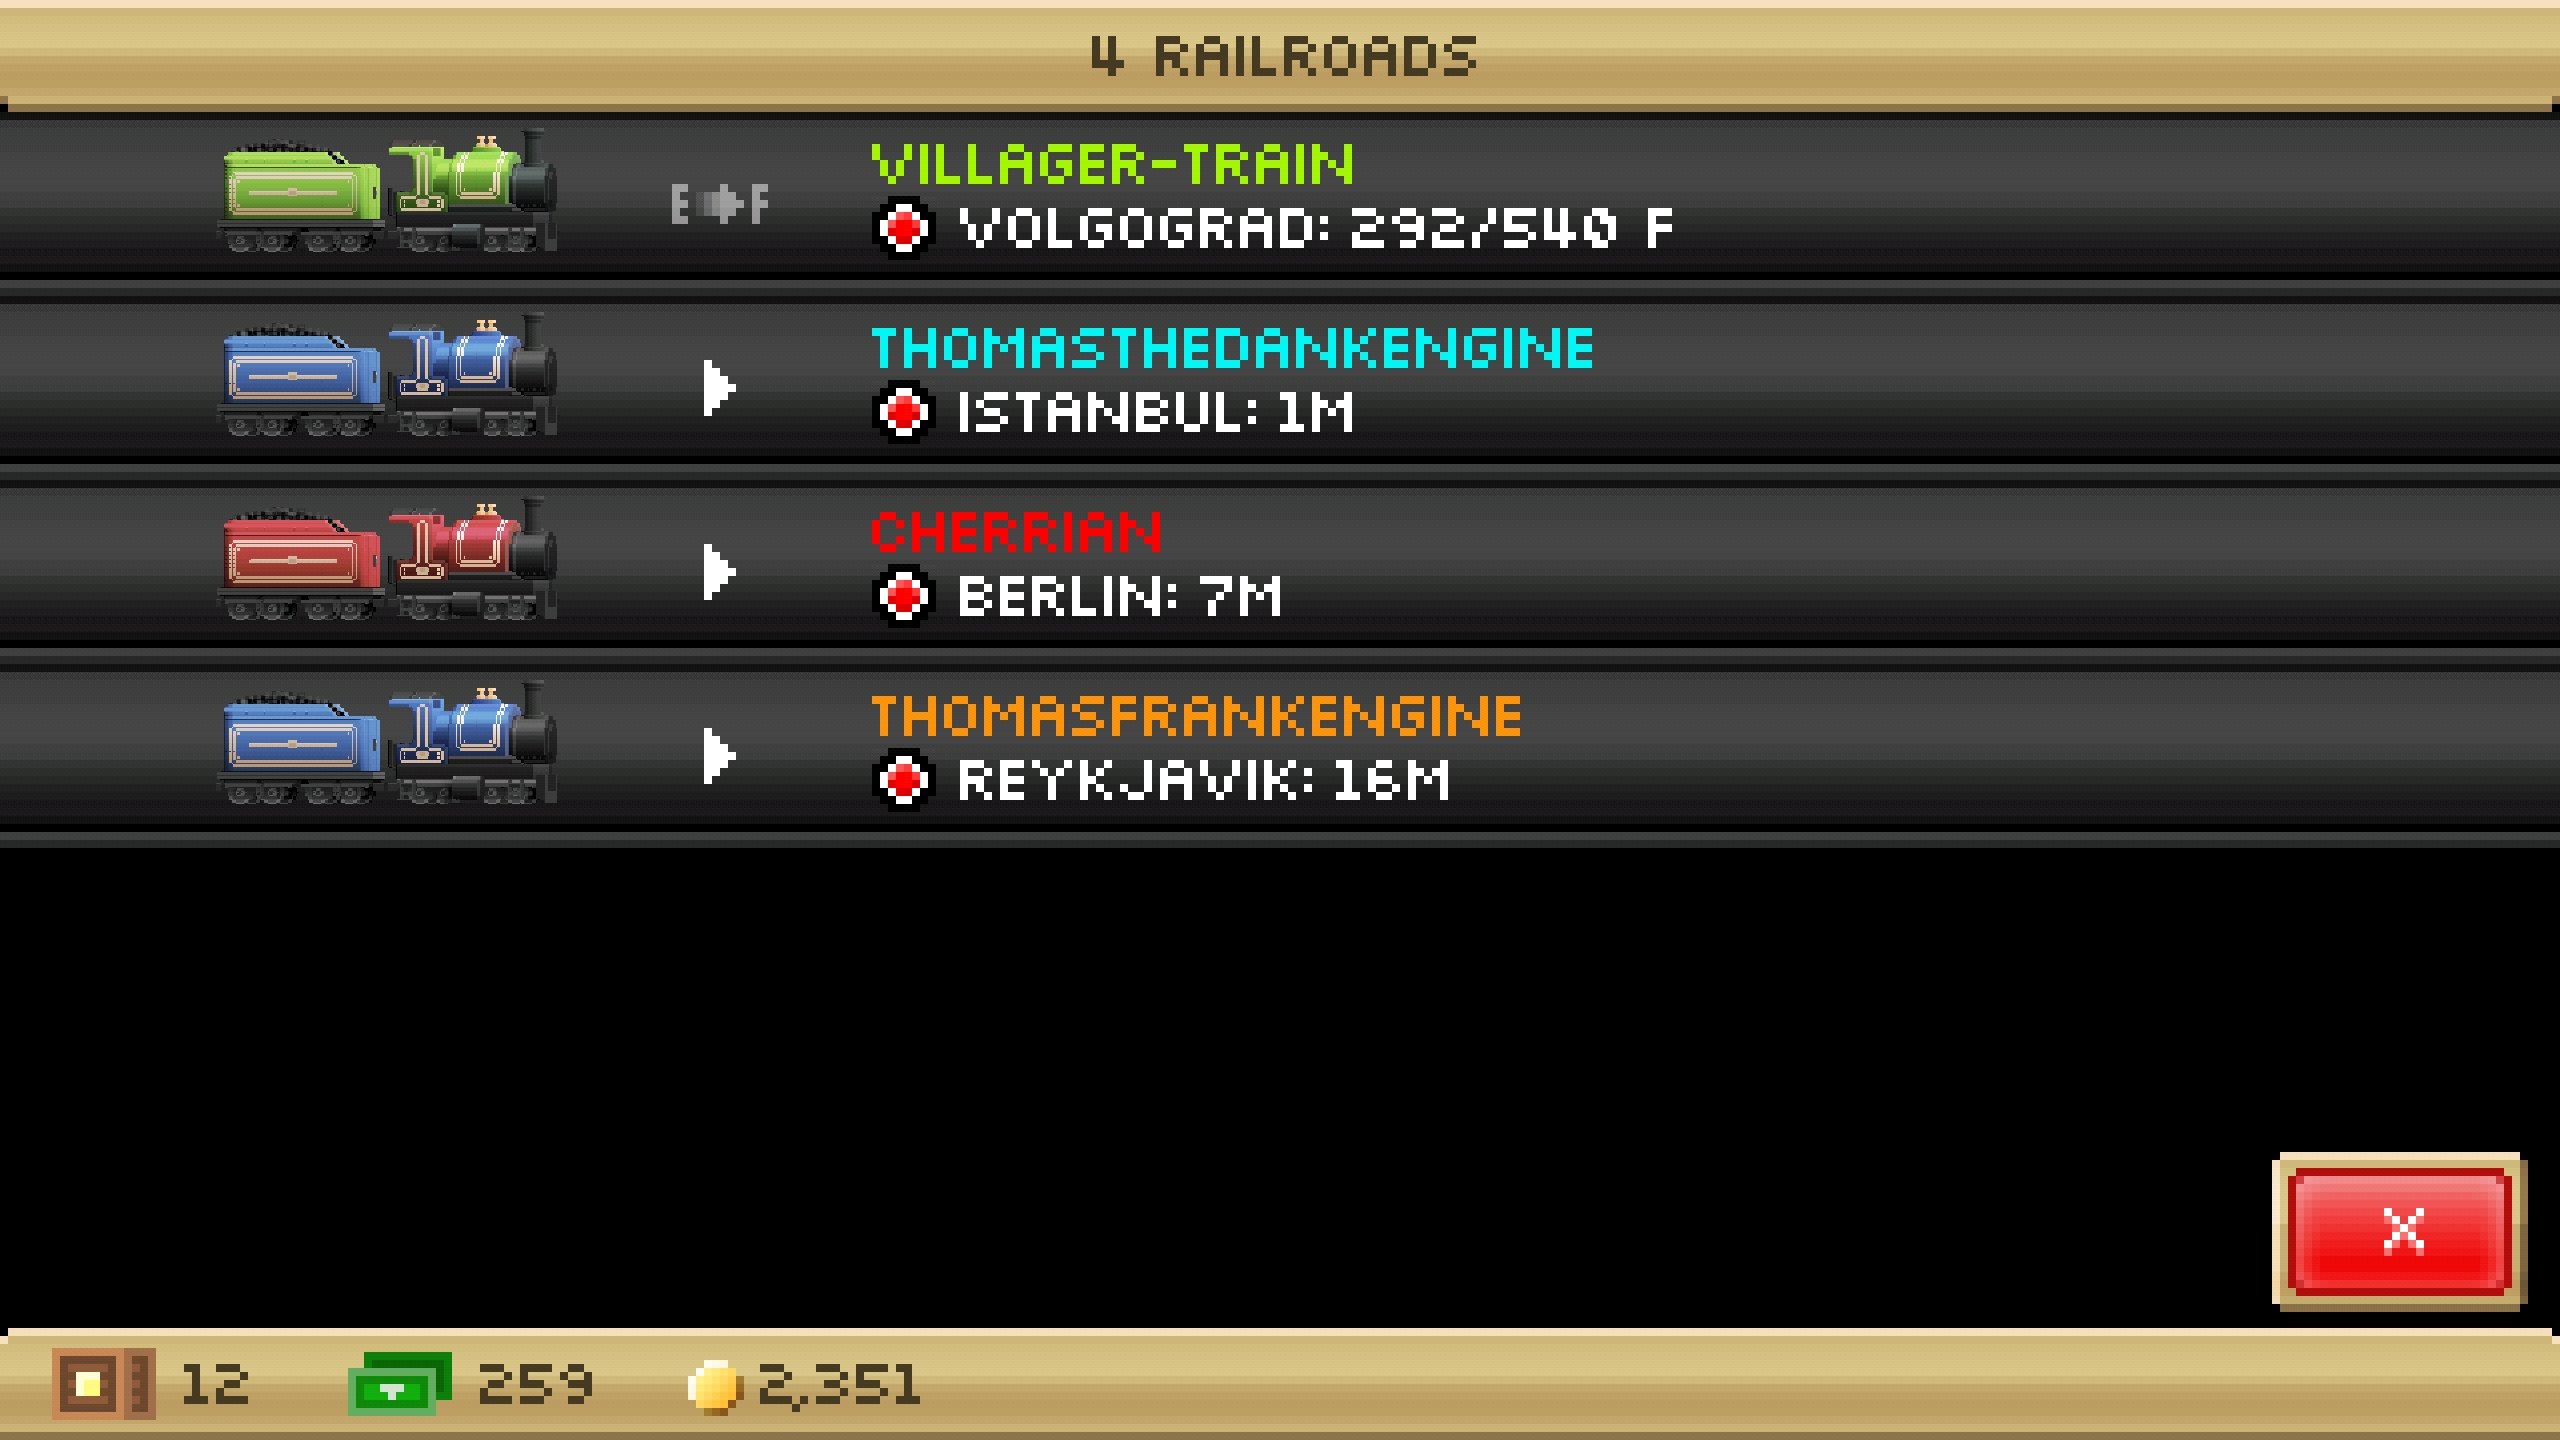 4 RAILROADS
VILLAGER-TRAIN
E F
VOLGOGRAD: 292/540 F
THOMASTHEDANKENGINE
ISTANBUL: 1M
CHERRIAN
BERLIN: 7M
THOMASFRANKENGINE
REYKJAVIK: 16M
X
12 259 2,351